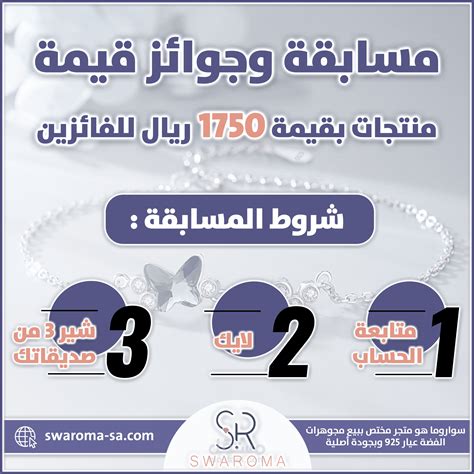 مسابقة وجوائز قيمة
منتجات بقيمة 1750 ريال للفائزين
شروط المسابقة :
1 متابعة الحساب
2 لايك
3 شير 3 من صديقاتك
سواروما هو متجر مختص ببيع مجوهرات
الفضة عيار 925 وبجودة أصلية
SR
SWAROMA
swaroma-sa.com